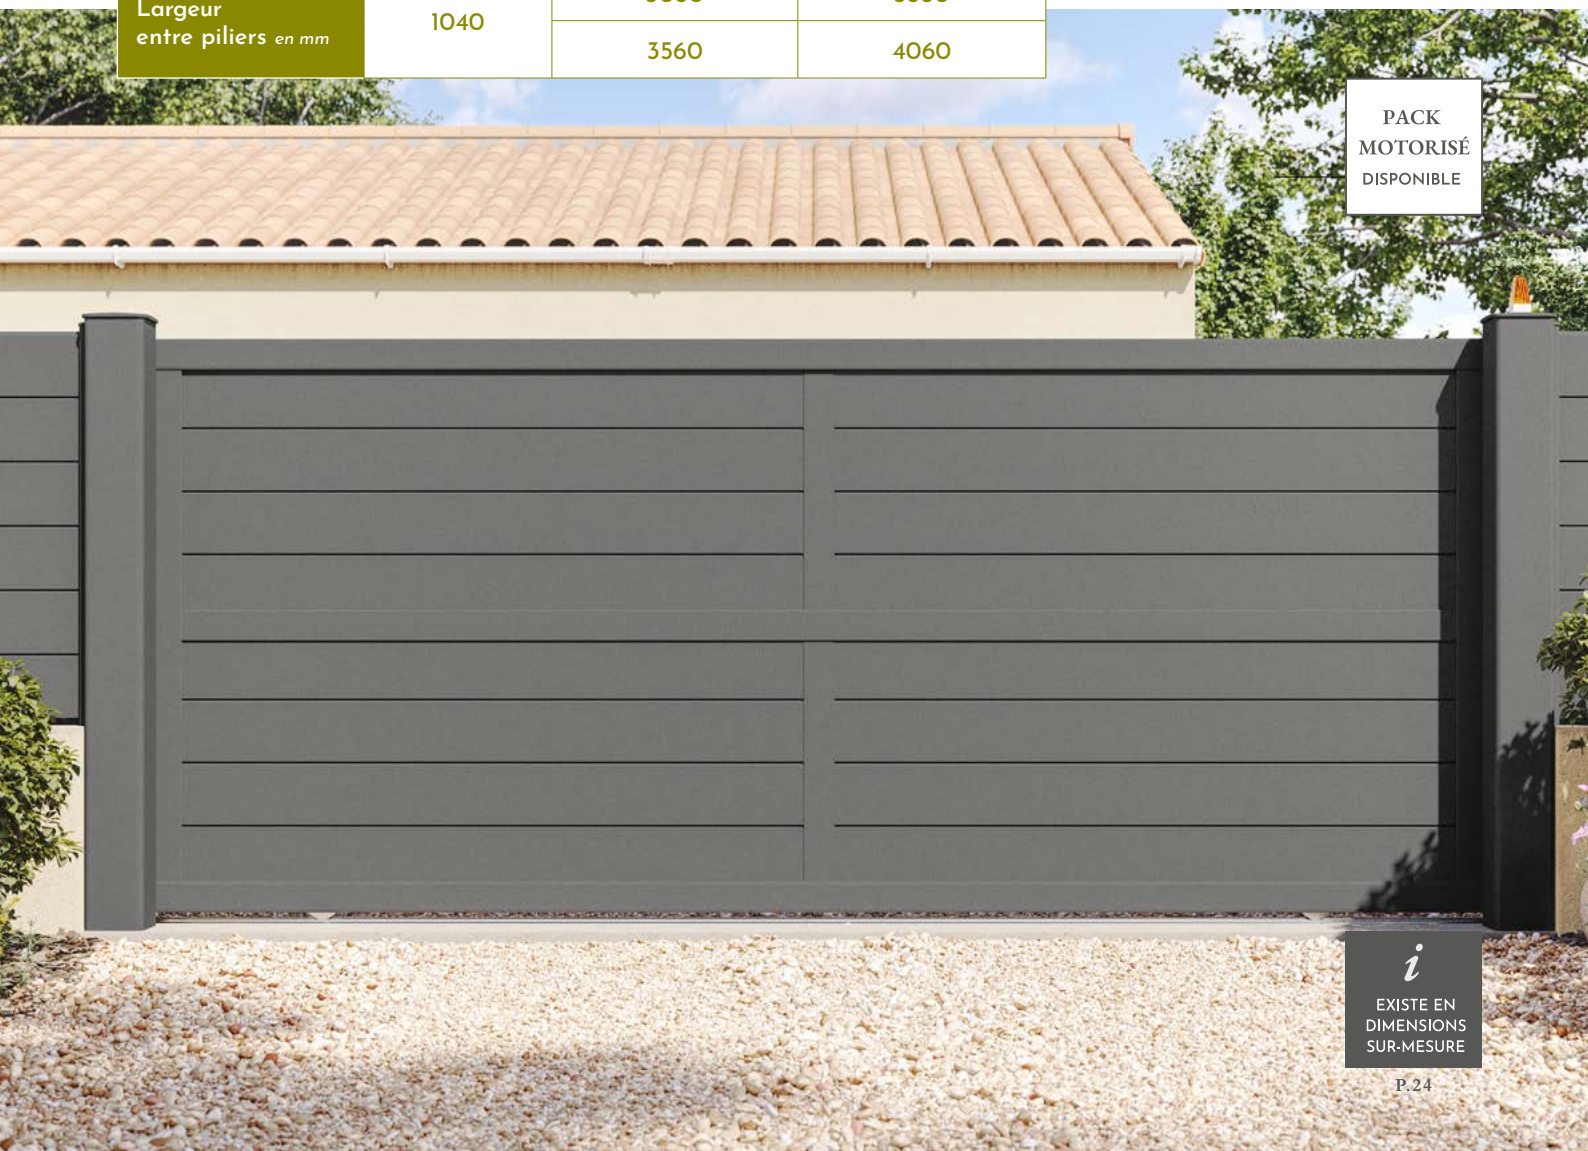 Largeur
entre piliers en mm
1040
3560 4060
PACK
MOTORISÉ
DISPONIBLE
i
EXISTE EN
DIMENSIONS
SUR-MESURE
P.24